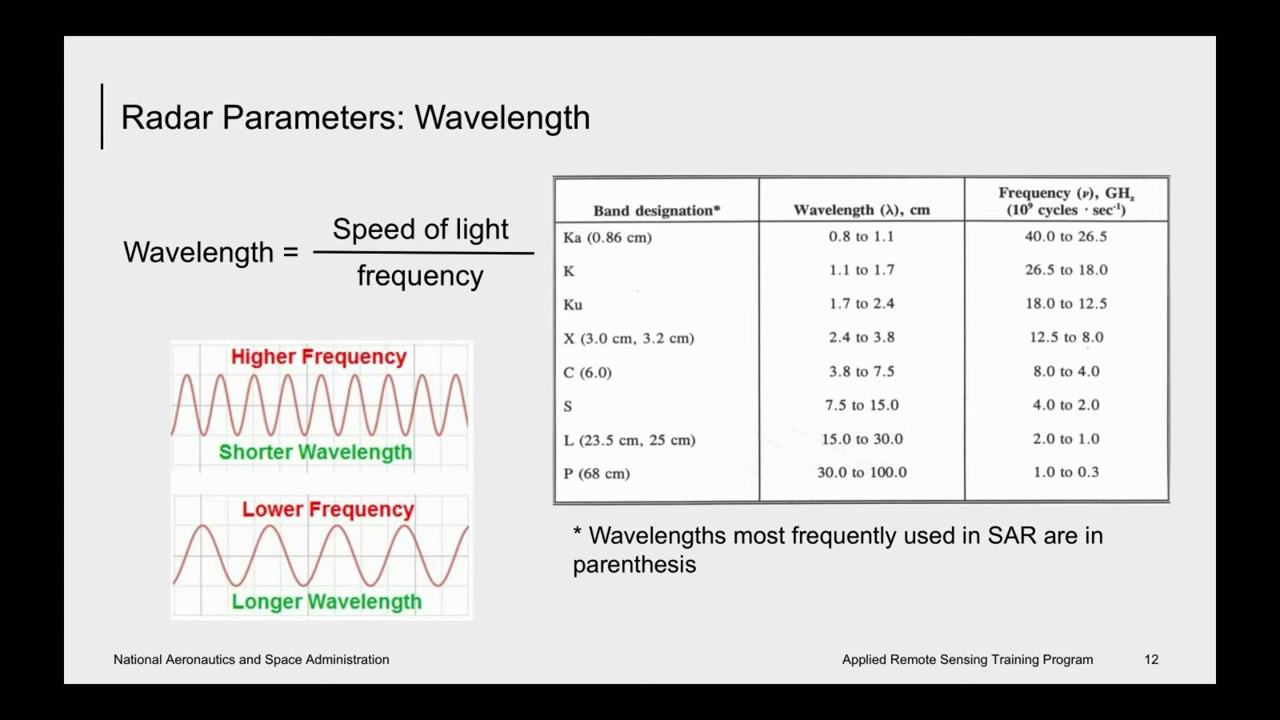 Radar Parameters: Wavelength
Wavelength =
Speed of light
frequency
Higher Frequency
Shorter Wavelength
Lower Frequency
Longer Wavelength
Band designation* Wavelength (λ), cm Frequency (ν), GHz (10⁹ cycles · sec⁻¹)
Ka (0.86 cm) 0.8 to 1.1 40.0 to 26.5
K 1.1 to 1.7 26.5 to 18.0
Ku 1.7 to 2.4 18.0 to 12.5
X (3.0 cm, 3.2 cm) 2.4 to 3.8 12.5 to 8.0
C (6.0) 3.8 to 7.5 8.0 to 4.0
S 7.5 to 15.0 4.0 to 2.0
L (23.5 cm, 25 cm) 15.0 to 30.0 2.0 to 1.0
P (68 cm) 30.0 to 100.0 1.0 to 0.3
* Wavelengths most frequently used in SAR are in
parenthesis
National Aeronautics and Space Administration
Applied Remote Sensing Training Program 12